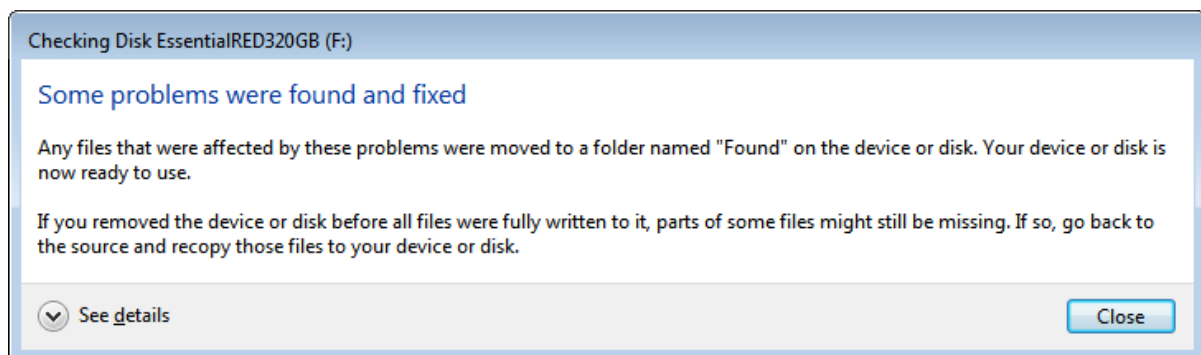 Checking Disk EssentialRED320GB (F:)
Some problems were found and fixed
Any files that were affected by these problems were moved to a folder named "Found" on the device or disk. Your device or disk is
now ready to use.
If you removed the device or disk before all files were fully written to it, parts of some files might still be missing. If so, go back to
the source and recopy those files to your device or disk.
See details
Close